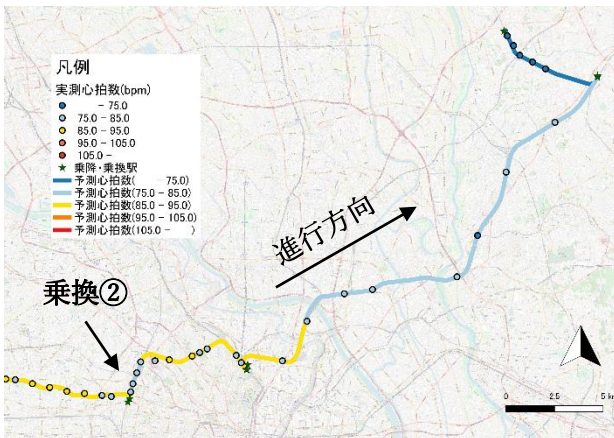 凡例
実測心拍数(bpm)
- 75.0
75.0 - 85.0
85.0 - 95.0
95.0 - 105.0
105.0 -
乗降・乗換駅
予測心拍数( - 75.0)
予測心拍数(75.0 - 85.0)
予測心拍数(85.0 - 95.0)
予測心拍数(95.0 - 105.0)
予測心拍数(105.0 - )
進行方向
乗換②
0 2.5 5 km